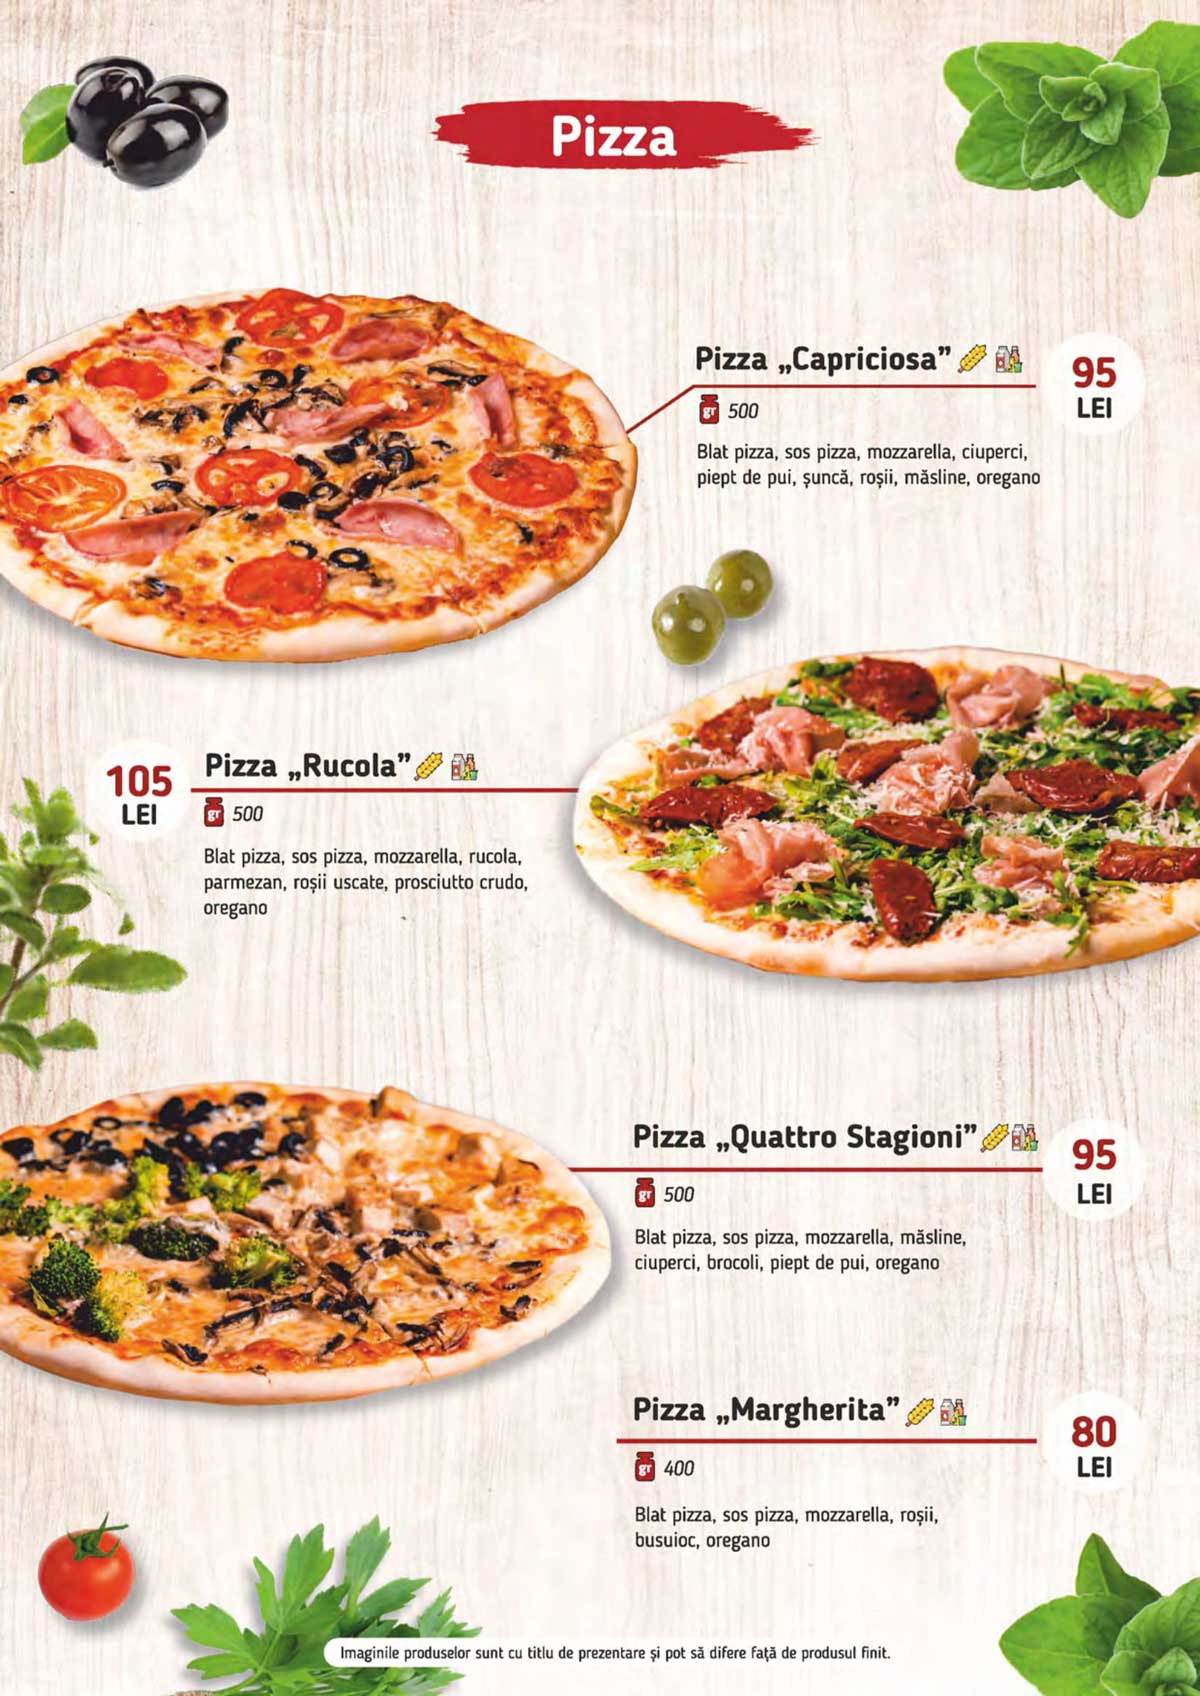 Pizza
Pizza „Capriciosa”
95
LEI
gr 500
Blat pizza, sos pizza, mozzarella, ciuperci,
piept de pui, șuncă, roșii, măsline, oregano
Pizza „Rucola”
105
LEI
gr 500
Blat pizza, sos pizza, mozzarella, rucola,
parmezan, roșii uscate, prosciutto crudo,
oregano
Pizza „Quattro Stagioni”
95
LEI
gr 500
Blat pizza, sos pizza, mozzarella, măsline,
ciuperci, brocoli, piept de pui, oregano
Pizza „Margherita”
80
LEI
gr 400
Blat pizza, sos pizza, mozzarella, roșii,
busuioc, oregano
Imaginile produselor sunt cu titlu de prezentare și pot să difere față de produsul finit.